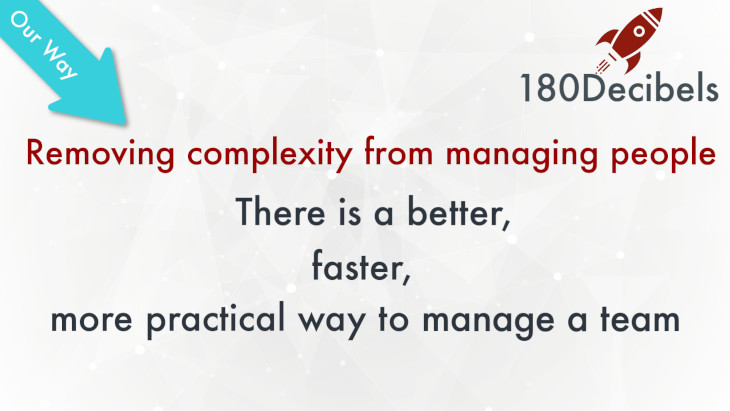 Our Way
180Decibels
Removing complexity from managing people
There is a better,
faster,
more practical way to manage a team